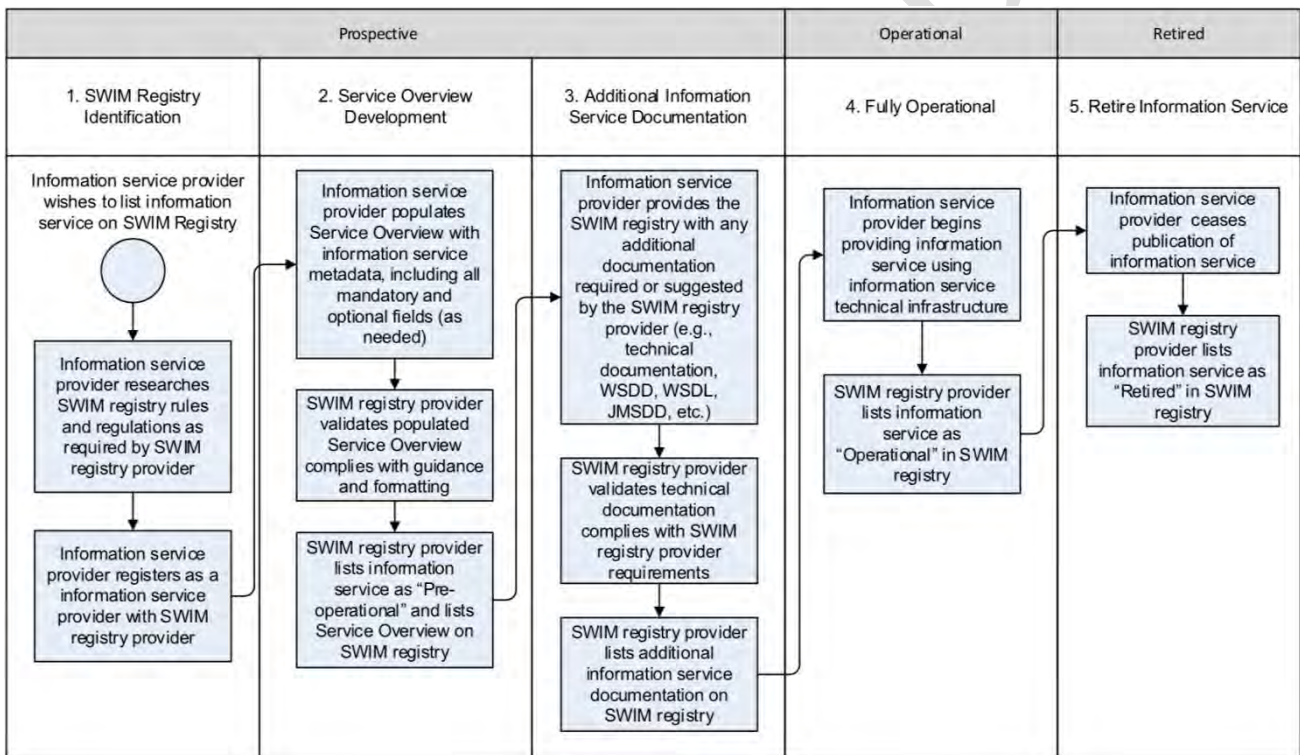 Prospective
Operational
Retired
1. SWIM Registry
Identification
2. Service Overview
Development
3. Additional Information
Service Documentation
4. Fully Operational
5. Retire Information Service
Information service provider
wishes to list information
service on SWIM Registry
Information service
provider researches
SWIM registry rules
and regulations as
required by SWIM
registry provider
Information service
provider registers as a
information service
provider with SWIM
registry provider
Information service
provider populates
Service Overview with
information service
metadata, including all
mandatory and
optional fields (as
needed)
SWIM registry provider
validates populated
Service Overview
complies with guidance
and formatting
SWIM registry provider
lists information
service as “Pre-
operational” and lists
Service Overview on
SWIM registry
Information service
provider provides the
SWIM registry with any
additional
documentation
required or suggested
by the SWIM registry
provider (e.g.,
technical
documentation,
WSDD, WSDL,
JMSDD, etc.)
SWIM registry provider
validates technical
documentation
complies with SWIM
registry provider
requirements
SWIM registry provider
lists additional
information service
documentation on
SWIM registry
Information service
provider begins
providing information
service using
information service
technical infrastructure
SWIM registry provider
lists information
service as
“Operational” in SWIM
registry
Information service
provider ceases
publication of
information service
SWIM registry
provider lists
information service as
“Retired” in SWIM
registry